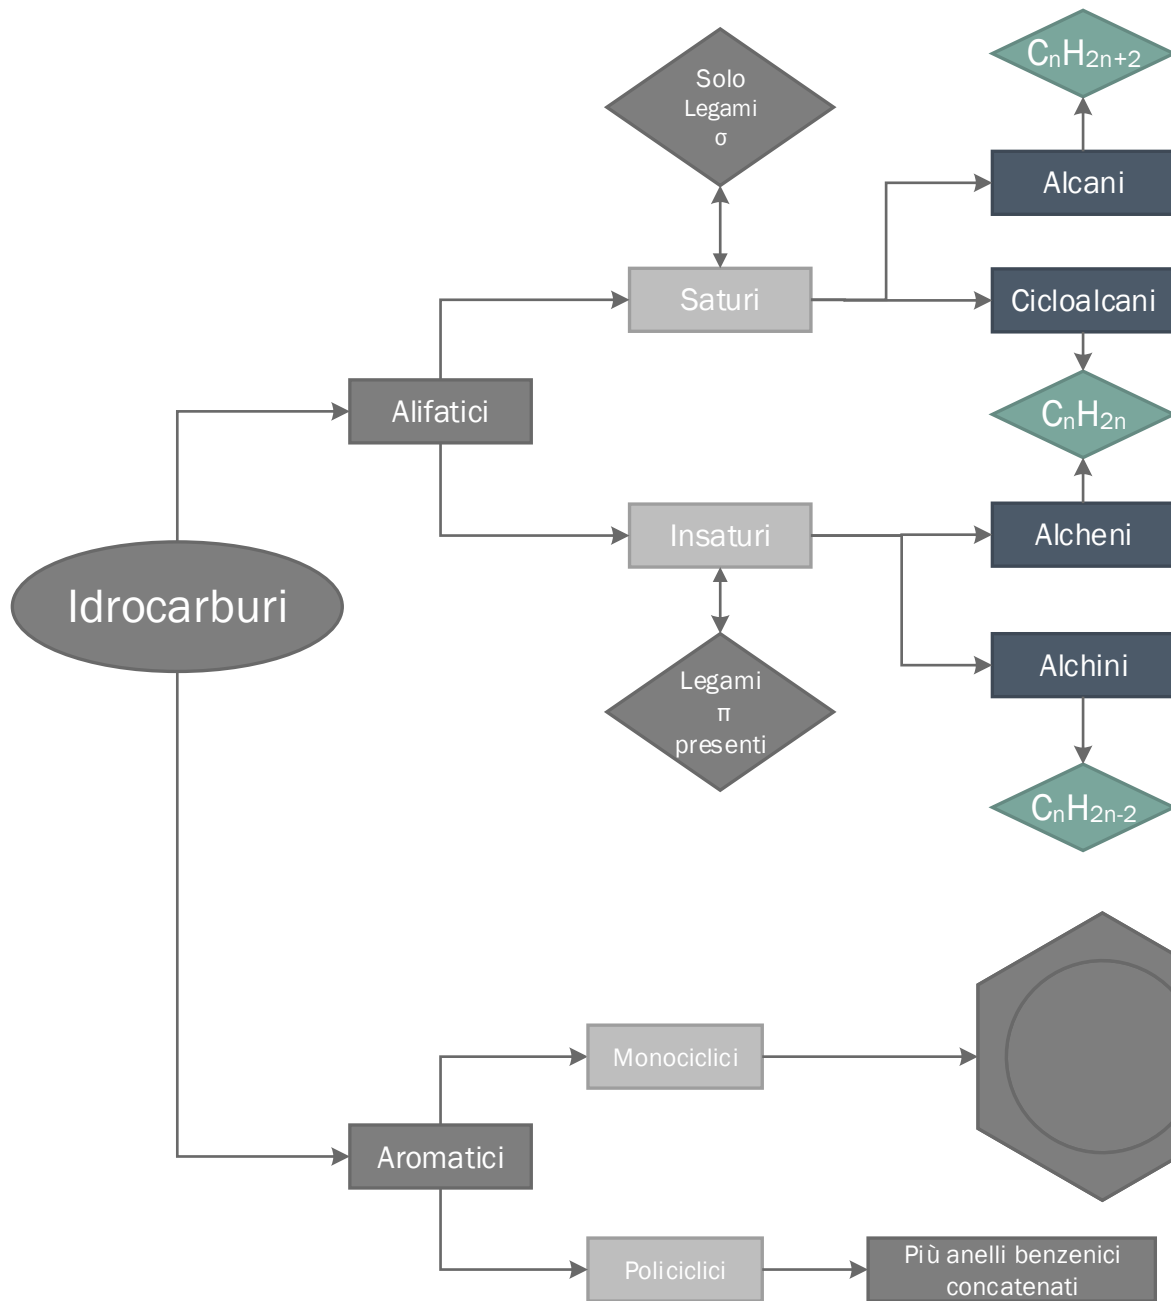 CₙH₂ₙ₊₂
Solo
Legami
σ
Alcani
Saturi
Cicloalcani
Alifatici
CₙH₂ₙ
Insaturi
Alcheni
Idrocarburi
Alchini
Legami
π
presenti
CₙH₂ₙ₋₂
Monociclici
Aromatici
Policiclici
Più anelli benzenici
concatenati